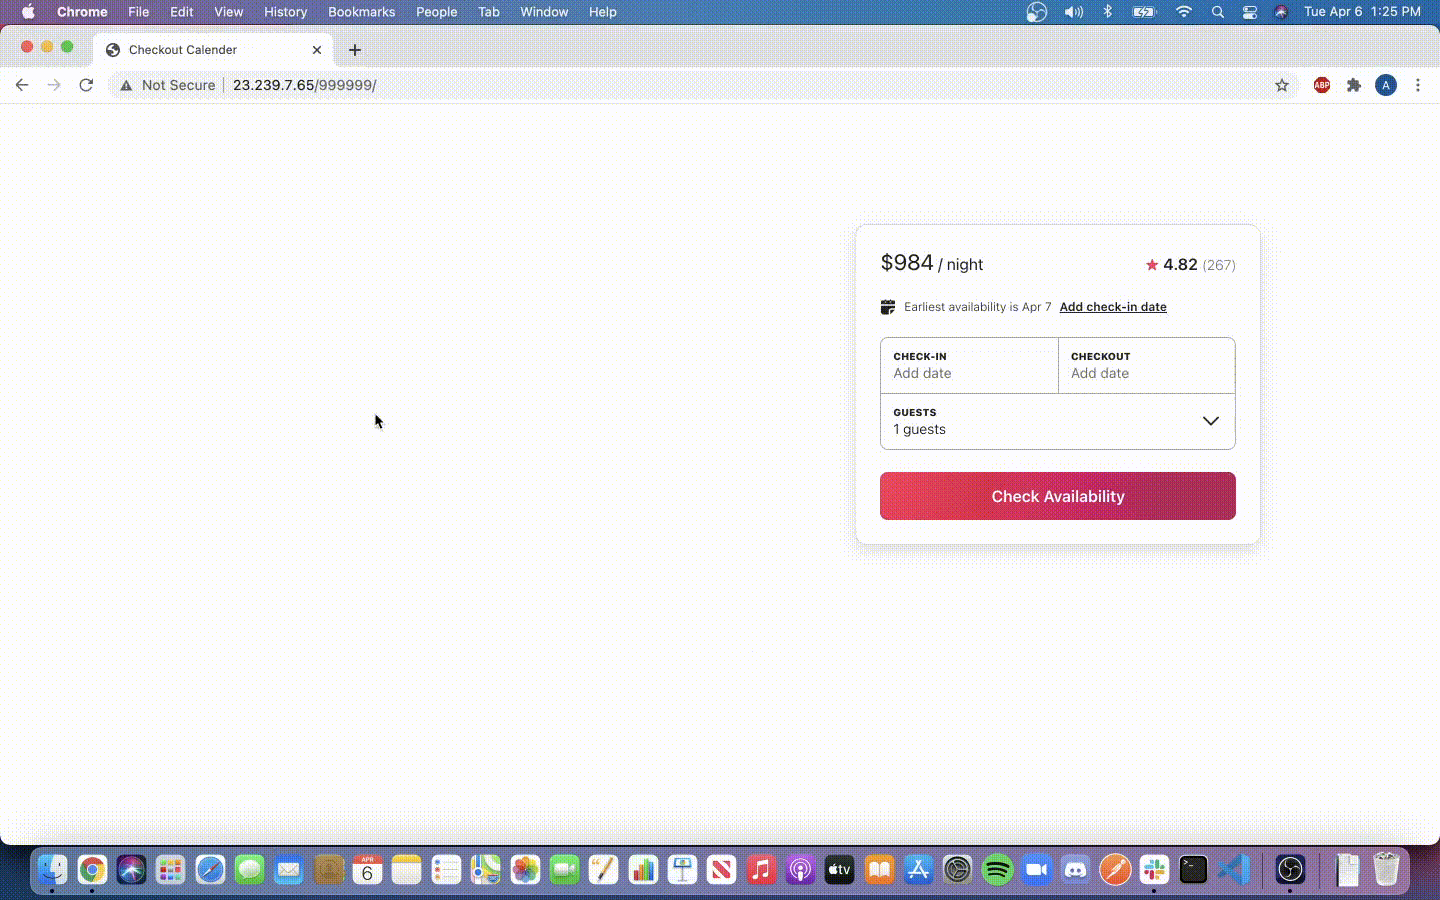 Chrome File Edit View History Bookmarks People Tab Window Help Tue Apr 6 1:25 PM
Checkout Calender
Not Secure 23.239.7.65/999999/ ABP A
$984 / night 4.82 (267)
Earliest availability is Apr 7 Add check-in date
CHECK-IN CHECKOUT
Add date Add date
GUESTS
1 guests
Check Availability
APR
6
tv